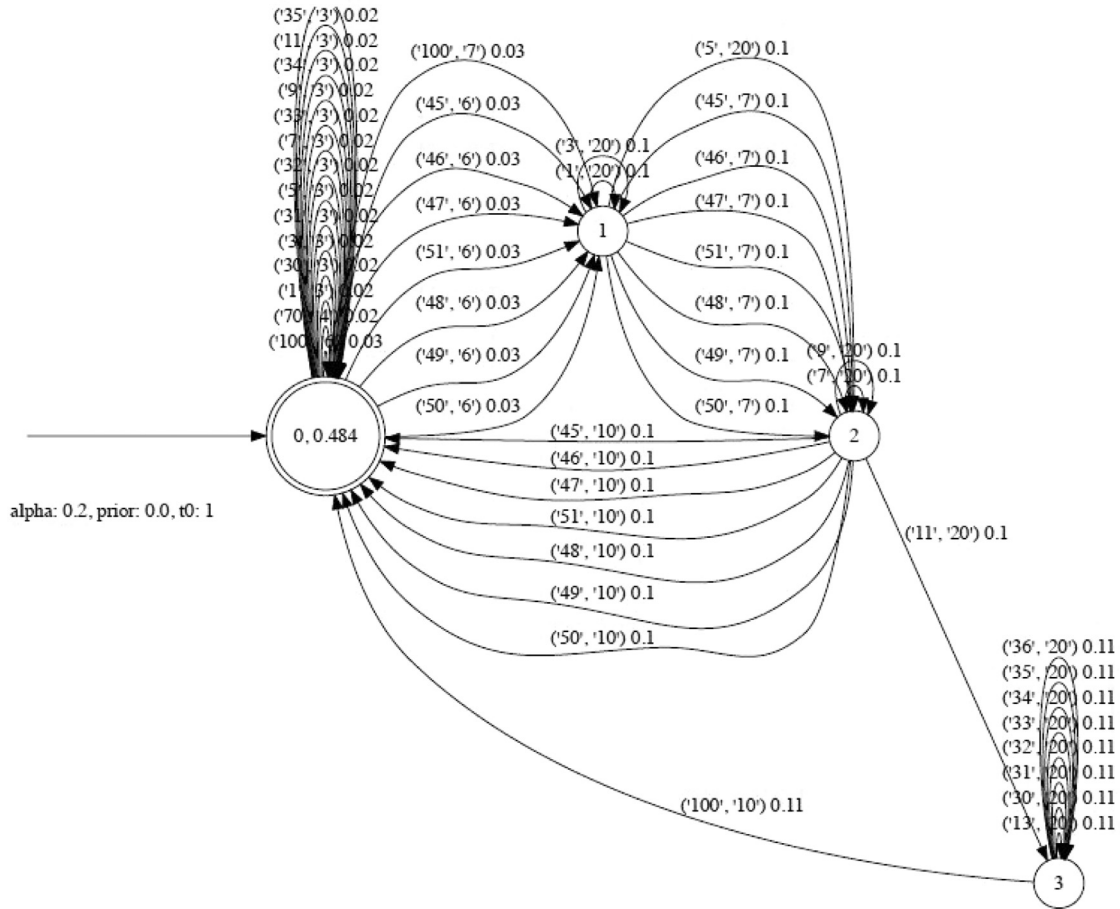 ('35', '3') 0.02
('11', '3') 0.02
('34', '3') 0.02
('9', '3') 0.02
('33', '3') 0.02
('7', '3') 0.02
('32', '3') 0.02
('5', '3') 0.02
('31', '3') 0.02
('3', '3') 0.02
('30', '3') 0.02
('1', '3') 0.02
('70', '4') 0.02
('100', '6') 0.03
('100', '7') 0.03
('45', '6') 0.03
('46', '6') 0.03
('47', '6') 0.03
('51', '6') 0.03
('48', '6') 0.03
('49', '6') 0.03
('50', '6') 0.03
('3', '20') 0.1
('1', '20') 0.1
1
('5', '20') 0.1
('45', '7') 0.1
('46', '7') 0.1
('47', '7') 0.1
('51', '7') 0.1
('48', '7') 0.1
('49', '7') 0.1
('50', '7') 0.1
('9', '20') 0.1
('7', '20') 0.1
0, 0.484
2
('45', '10') 0.1
('46', '10') 0.1
('47', '10') 0.1
('51', '10') 0.1
('48', '10') 0.1
('49', '10') 0.1
('50', '10') 0.1
alpha: 0.2, prior: 0.0, t0: 1
('11', '20') 0.1
('36', '20') 0.11
('35', '20') 0.11
('34', '20') 0.11
('33', '20') 0.11
('32', '20') 0.11
('31', '20') 0.11
('30', '20') 0.11
('13', '20') 0.11
('100', '10') 0.11
3